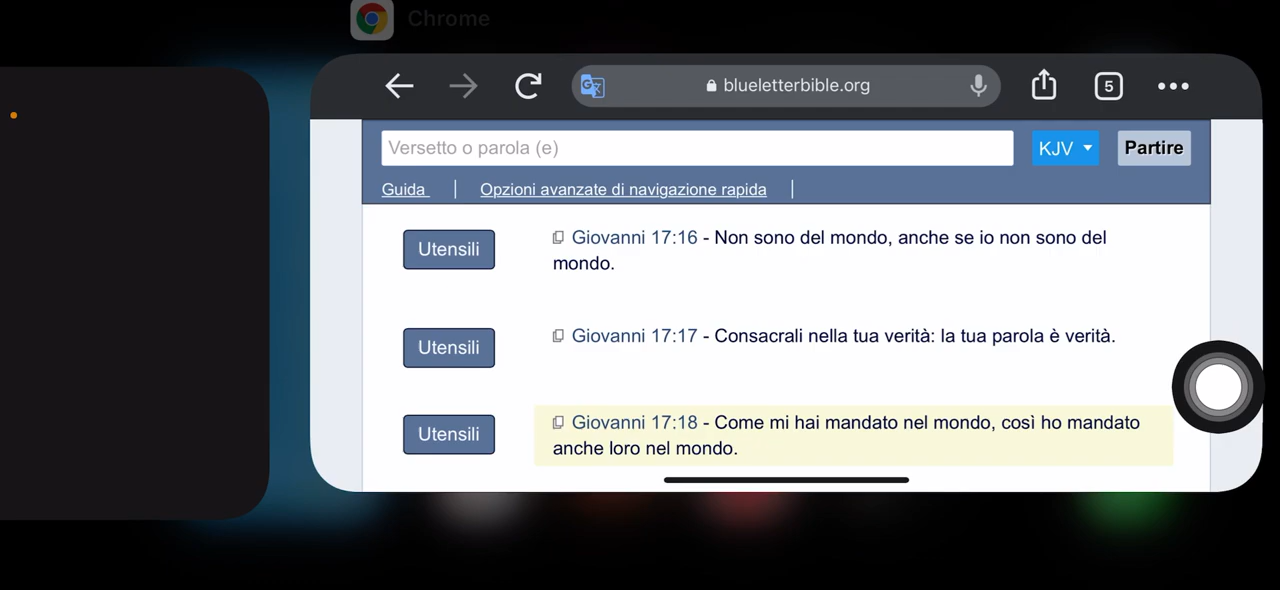 Chrome
blueletterbible.org
5
Versetto o parola (e)
KJV
Partire
Guida
Opzioni avanzate di navigazione rapida
Utensili
Giovanni 17:16 - Non sono del mondo, anche se io non sono del
mondo.
Utensili
Giovanni 17:17 - Consacrali nella tua verità: la tua parola è verità.
Utensili
Giovanni 17:18 - Come mi hai mandato nel mondo, così ho mandato
anche loro nel mondo.